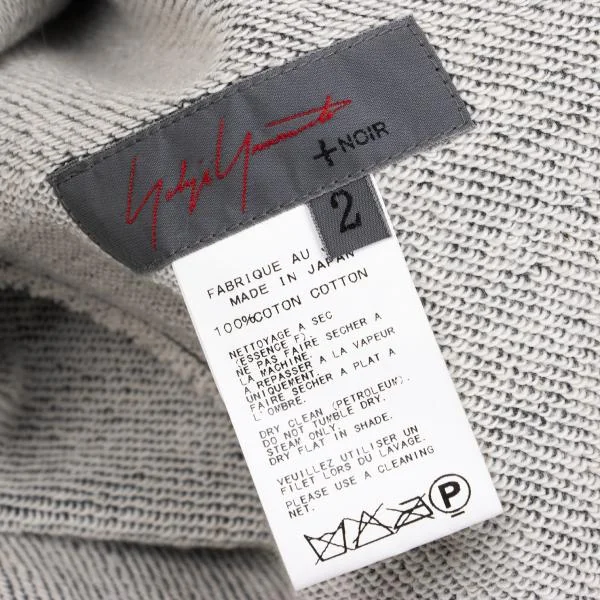 Yohji Yamamoto
+NOIR
2
FABRIQUE AU
MADE IN JAPAN
100%COTON COTTON
NETTOYAGE A SEC
(ESSENCE F).
NE PAS FAIRE SECHER A
LA MACHINE.
A REPASSER A LA VAPEUR
UNIQUEMENT.
FAIRE SECHER A PLAT A
L'OMBRE.
DRY CLEAN (PETROLEUM).
DO NOT TUMBLE DRY.
STEAM ONLY.
DRY FLAT IN SHADE.
VEUILLEZ UTILISER UN
FILET LORS DU LAVAGE.
PLEASE USE A CLEANING
NET.
P